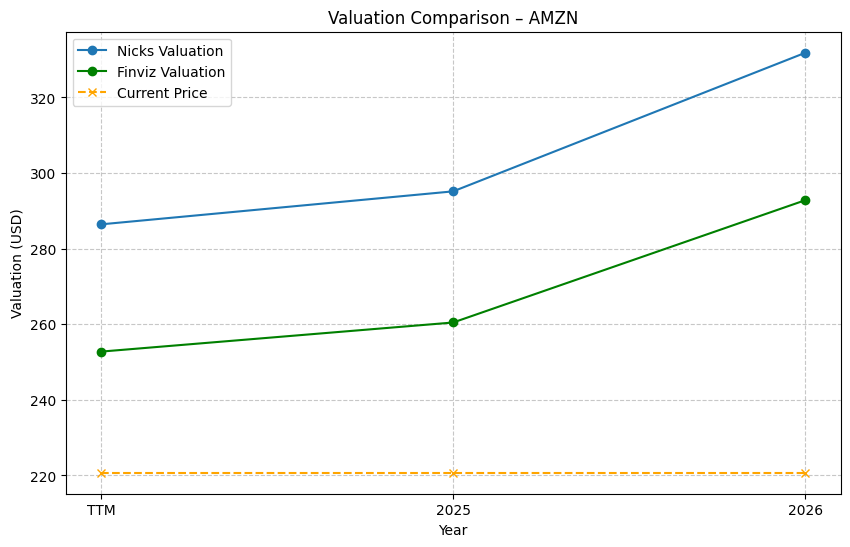 Valuation Comparison – AMZN
Nicks Valuation
Finviz Valuation
Current Price
Valuation (USD)
320
300
280
260
240
220
TTM
2025
2026
Year